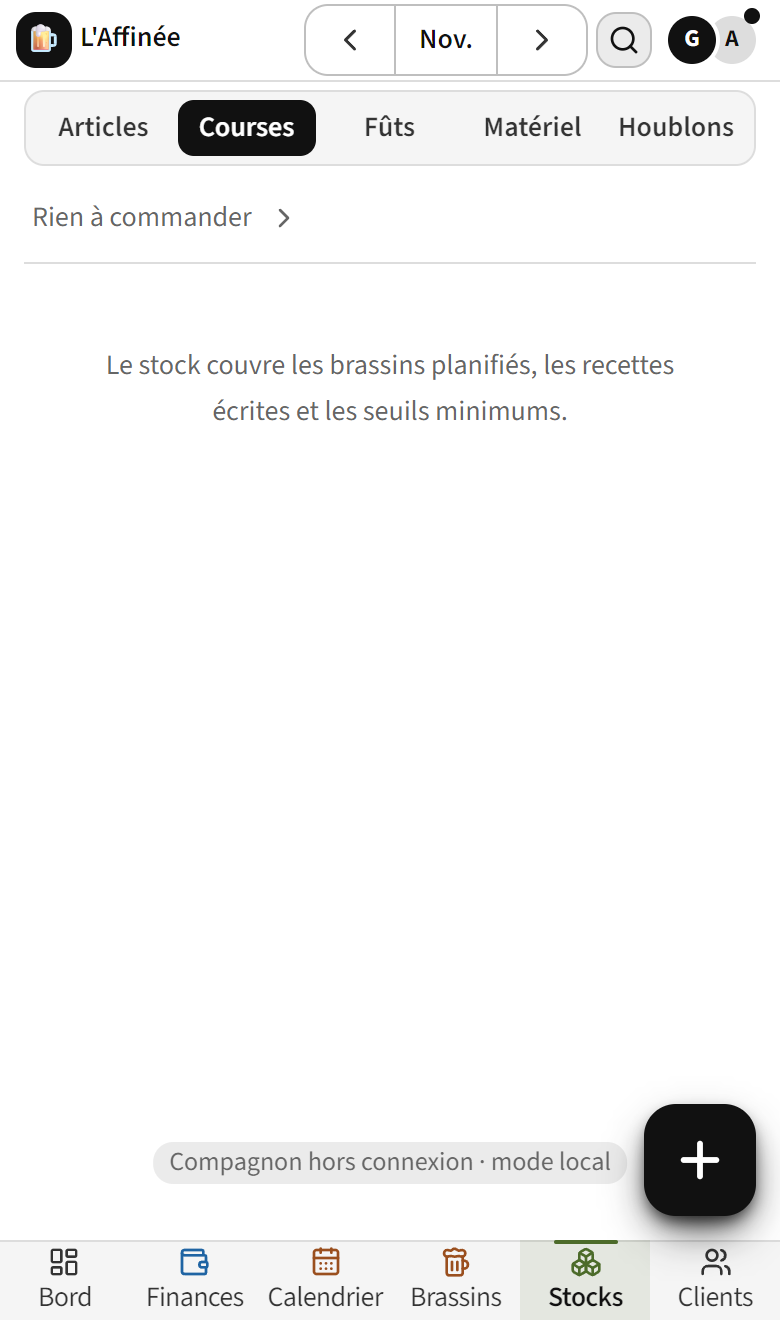 L'Affinée
Nov.
G
A
Articles
Courses
Fûts
Matériel
Houblons
Rien à commander
Le stock couvre les brassins planifiés, les recettes
écrites et les seuils minimums.
Compagnon hors connexion · mode local
Bord
Finances
Calendrier
Brassins
Stocks
Clients